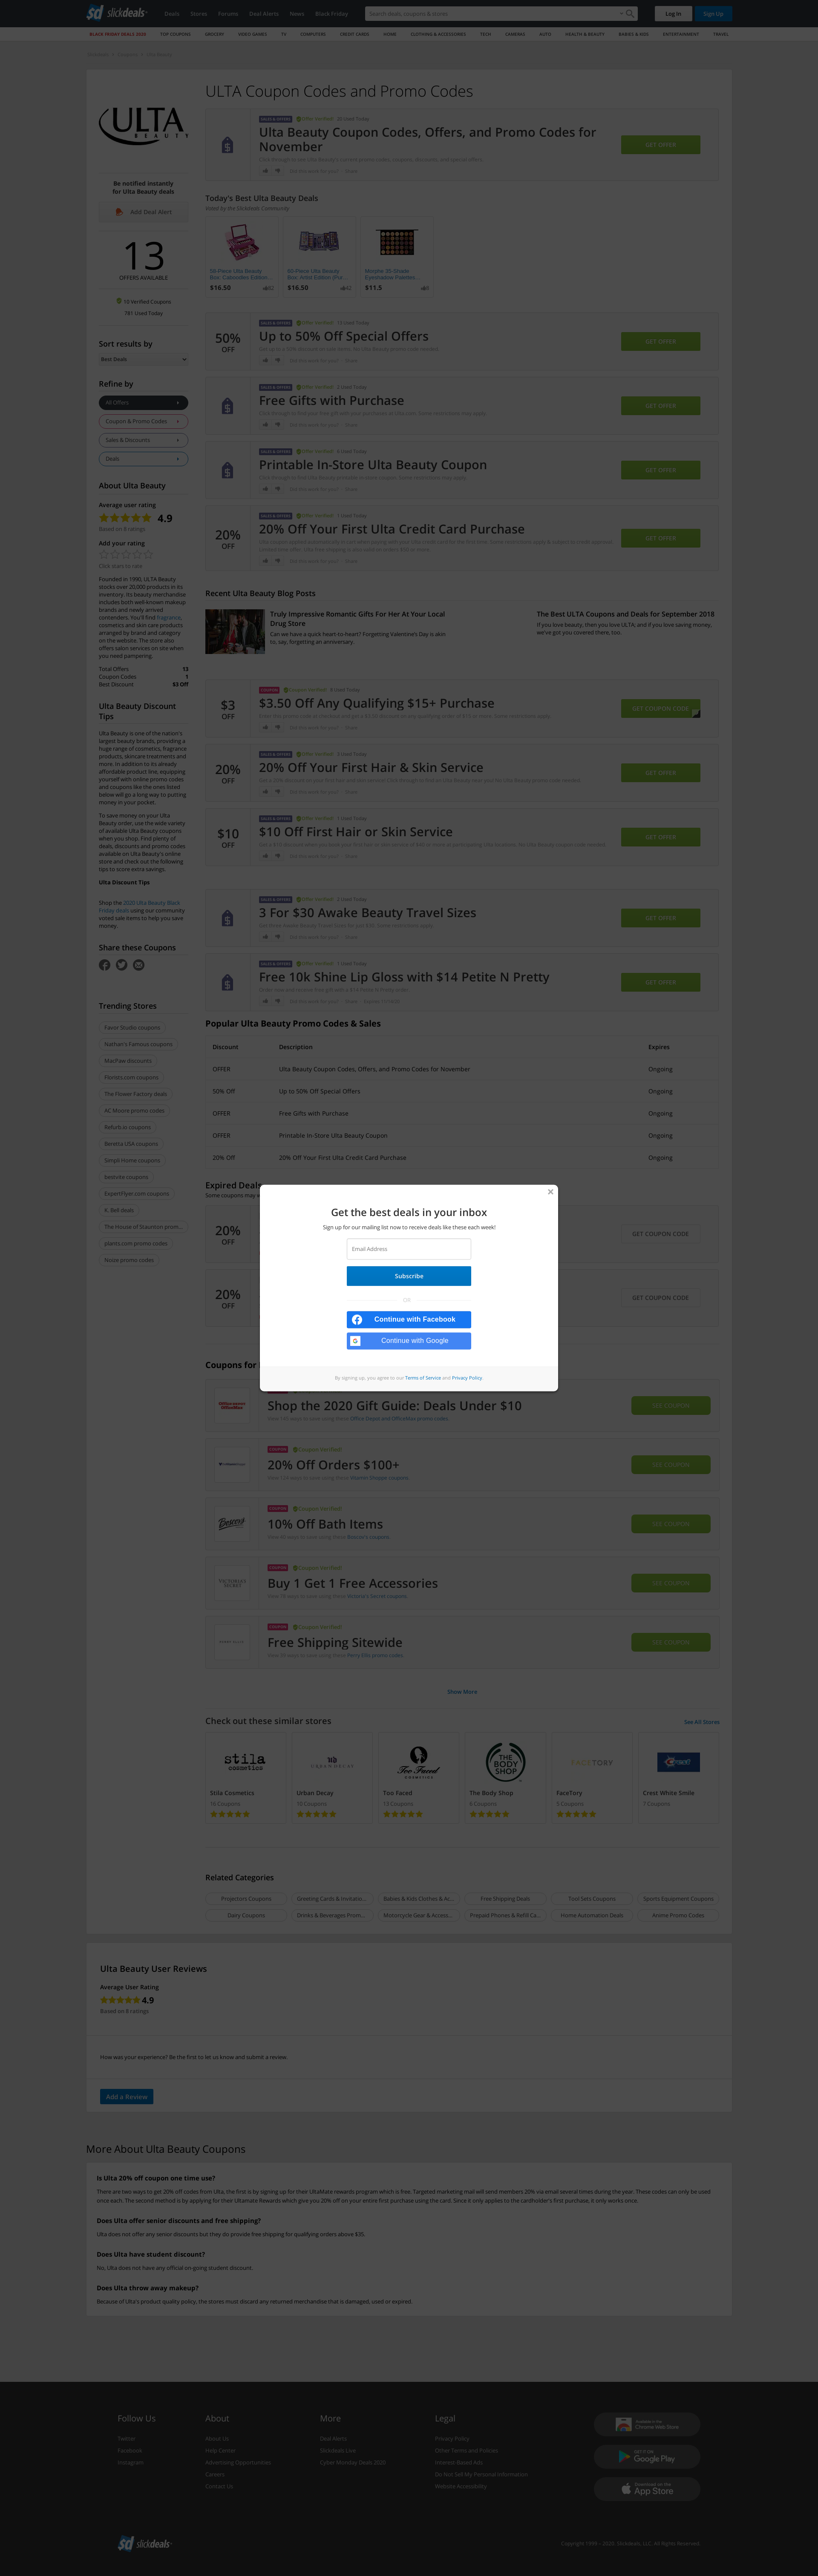 slickdeals
Deals
Stores
Forums
Deal Alerts
News
Black Friday
Search deals, coupons & stores
Log In
Sign Up
BLACK FRIDAY DEALS 2020
TOP COUPONS
GROCERY
VIDEO GAMES
TV
COMPUTERS
CREDIT CARDS
HOME
CLOTHING & ACCESSORIES
TECH
CAMERAS
AUTO
HEALTH & BEAUTY
BABIES & KIDS
ENTERTAINMENT
TRAVEL
ULTA
BEAUTY
Be notified instantly
for Ulta Beauty deals
Add Deal Alert
13
OFFERS AVAILABLE
10 Verified Coupons
781 Used Today
Sort results by
Best Deals
Refine by
All Offers
Coupon & Promo Codes
Sales & Discounts
Deals
About Ulta Beauty
Average user rating
4.9
Based on 8 ratings
Add your rating
Click stars to rate
Founded in 1990, ULTA Beauty
stocks over 20,000 products in its
inventory. Its beauty merchandise
includes both well-known makeup
brands and newly arrived
contenders. You'll find fragrance,
cosmetics and skin care products
arranged by brand and category
on the website. The store also
offers salon services on site when
you need pampering.
Total Offers 13
Coupon Codes 1
Best Discount $3 Off
Ulta Beauty Discount
Tips
Ulta Beauty is one of the nation's
largest beauty brands, providing a
huge range of cosmetics, fragrance
products, skincare treatments and
more. In addition to its already
affordable product line, equipping
yourself with online promo codes
and coupons like the ones listed
below will go a long way to putting
money in your pocket.
To save money on your Ulta
Beauty order, use the wide variety
of available Ulta Beauty coupons
when you shop. Find plenty of
deals, discounts and promo codes
available on Ulta Beauty's online
store and check out the following
tips to score extra savings.
Ulta Discount Tips
Shop the 2020 Ulta Beauty Black
Friday deals using our community
voted sale items to help you save
money.
Share these Coupons
Trending Stores
Favor Studio coupons
Nathan's Famous coupons
MacPaw discounts
Florists.com coupons
The Flower Factory deals
AC Moore promo codes
Refurb.io coupons
Beretta USA coupons
Simpli Home coupons
bealsite coupons
ExpertFlyer.com coupons
K. Bell deals
The House of Staunton prom...
plants.com promo codes
Noise promo codes
ULTA Coupon Codes and Promo Codes
SALES & OFFERS Offer Verified! 50 Used Today
Ulta Beauty Coupon Codes, Offers, and Promo Codes for
November
GET OFFER
Today's Best Ulta Beauty Deals
Voted by the Slickdeals Community
58-Piece Ulta Beauty
Box: Caboodles Edition...
$16.50
60-Piece Ulta Beauty
Box: Artist Edition (Pur...
$16.50
Morphe 35-Shade
Eyeshadow Palettes...
$11.5
50%
OFF
Up to 50% Off Special Offers
GET OFFER
Free Gifts with Purchase
GET OFFER
Printable In-Store Ulta Beauty Coupon
GET OFFER
20%
OFF
20% Off Your First Ulta Credit Card Purchase
GET OFFER
Recent Ulta Beauty Blog Posts
Truly Impressive Romantic Gifts For Her At Your Local
Drug Store
Can we have a quick heart-to-heart? Forgetting Valentine's Day is akin
to, say, forgetting an anniversary.
The Best ULTA Coupons and Deals for September 2018
If you love beauty, then you love ULTA; and if you love saving money,
we've got you covered there, too.
$3
OFF
$3.50 Off Any Qualifying $15+ Purchase
GET COUPON CODE
20%
OFF
20% Off Your First Hair & Skin Service
GET OFFER
$10
OFF
$10 Off First Hair or Skin Service
GET OFFER
3 For $30 Awake Beauty Travel Sizes
GET OFFER
Free 10k Shine Lip Gloss with $14 Petite N Pretty
GET OFFER
Popular Ulta Beauty Promo Codes & Sales
Discount Description Expires
OFFER Ulta Beauty Coupon Codes, Offers, and Promo Codes for November Ongoing
50% Off Up to 50% Off Special Offers Ongoing
OFFER Free Gifts with Purchase Ongoing
OFFER Printable In-Store Ulta Beauty Coupon Ongoing
20% Off 20% Off Your First Ulta Credit Card Purchase Ongoing
Expired Deals
Some coupons may
20%
OFF
GET COUPON CODE
20%
OFF
GET COUPON CODE
Get the best deals in your inbox
Sign up for our mailing list now to receive deals like these each week!
Email Address
Subscribe
OR
Continue with Facebook
Continue with Google
By signing up, you agree to our Terms of Service and Privacy Policy.
Coupons for
Shop the 2020 Gift Guide: Deals Under $10
SEE COUPON
20% Off Orders $100+
SEE COUPON
10% Off Bath Items
SEE COUPON
Buy 1 Get 1 Free Accessories
SEE COUPON
Free Shipping Sitewide
SEE COUPON
Show More
Check out these similar stores
See All Stores
Stila Cosmetics
Urban Decay
Too Faced
The Body Shop
FaceTory
Crest White Smile
Related Categories
Projectors Coupons
Greeting Cards & Invitatio...
Babies & Kids Clothes & Ac...
Free Shipping Deals
Tool Sets Coupons
Sports Equipment Coupons
Dairy Coupons
Drinks & Beverages Prom...
Motorcycle Gear & Access...
Prepaid Phones & Refill Ca...
Home Automation Deals
Anime Promo Codes
Ulta Beauty User Reviews
Average User Rating
4.9
Based on 8 ratings
How was your experience? Be the first to let us know and submit a review.
Add a Review
More About Ulta Beauty Coupons
Is Ulta 20% off coupon one time use?
There are two ways to get 20% off codes from Ulta, the first is by signing up for their UltaMate rewards program which is free. Targeted marketing mail will send members 20% via email several times during the year. These codes can only be used
once each. The second method is by applying for their Ultamate Rewards which give you 20% off on your entire first purchase using the card. Since it only applies to the cardholder's first purchase, it only works once.
Does Ulta offer senior discounts and free shipping?
Ulta does not offer any senior discounts but they do provide free shipping for qualifying orders above $35.
Does Ulta have student discount?
No, Ulta does not have any official on-going student discount.
Does Ulta throw away makeup?
Because of Ulta's product quality policy, the stores must discard any returned merchandise that is damaged, used or expired.
Follow Us
Twitter
Facebook
Instagram
About
About Us
Help Center
Advertising Opportunities
Careers
Contact Us
More
Deal Alerts
Slickdeals Live
Cyber Monday Deals 2020
Legal
Privacy Policy
Other Terms and Policies
Interest-Based Ads
Do Not Sell My Personal Information
Website Accessibility
Chrome Web Store
Google Play
App Store
slickdeals
Copyright 1999 - 2020. Slickdeals, LLC. All Rights Reserved.